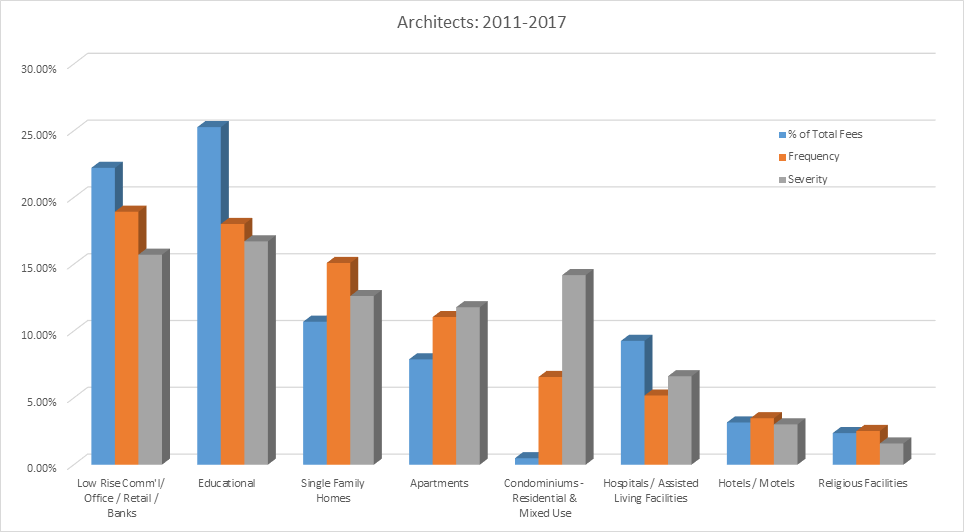 Architects: 2011-2017
30.00%
25.00%
20.00%
15.00%
10.00%
5.00%
0.00%
% of Total Fees
Frequency
Severity
Low Rise Comm'l/
Office / Retail /
Banks
Educational
Single Family
Homes
Apartments
Condominiums -
Residential &
Mixed Use
Hospitals / Assisted
Living Facilities
Hotels / Motels
Religious Facilities